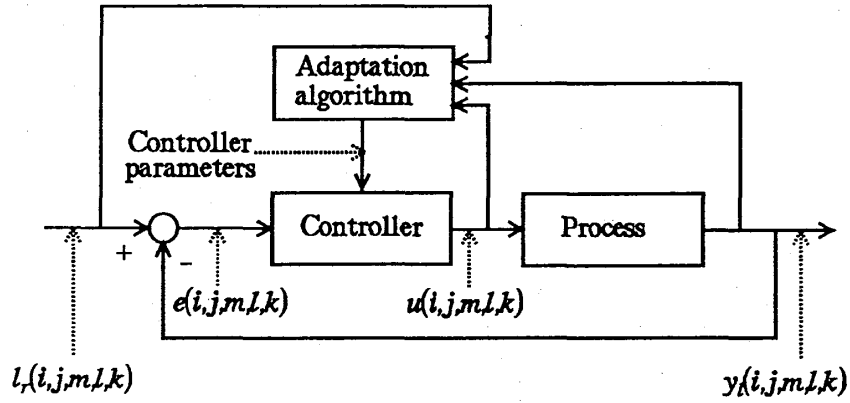 Adaptation
algorithm
Controller
parameters
Controller
Process
+
-
e(i,j,m,l,k)
u(i,j,m,l,k)
l_r(i,j,m,l,k)
y_l(i,j,m,l,k)